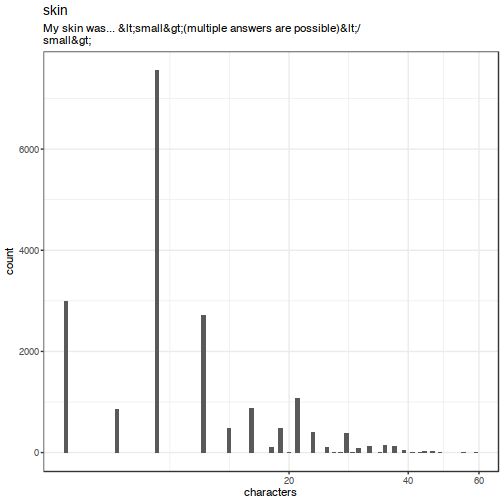 skin
My skin was... &lt;small&gt;(multiple answers are possible)&lt;/
small&gt;
6000
4000
2000
0
count
20
40
60
characters